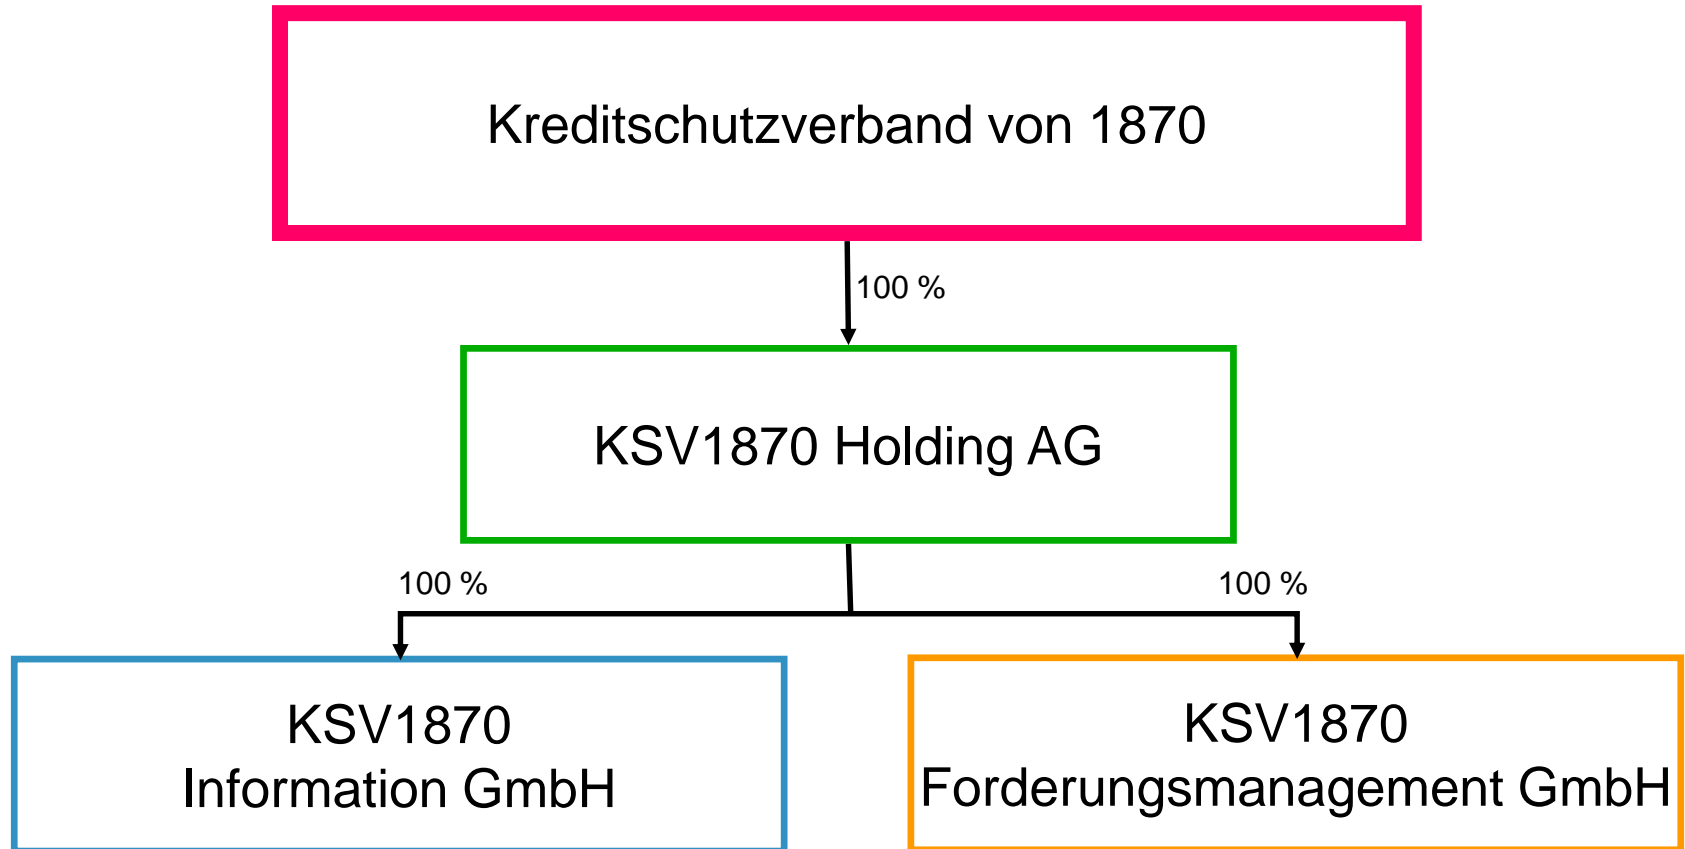 Kreditschutzverband von 1870
100 %
KSV1870 Holding AG
100 %
100 %
KSV1870
Information GmbH
KSV1870
Forderungsmanagement GmbH